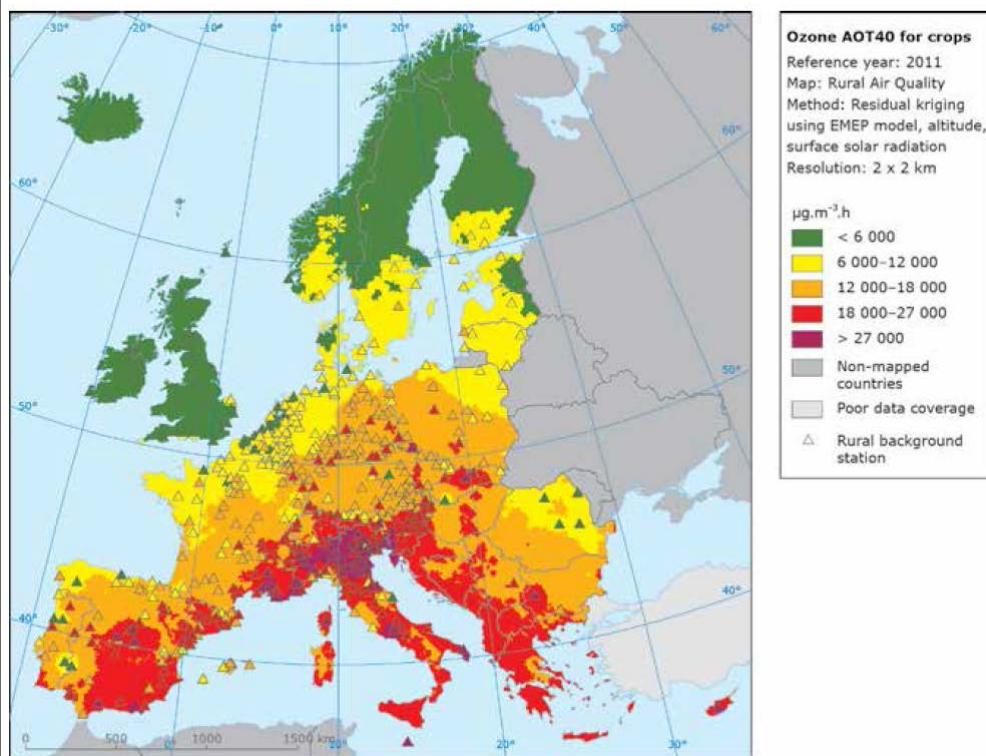 -30° -20° -10° 0° 10° 20° 30° 40° 50° 60°
60°
60°
50°
50°
40°
40°
0 500 1000 1500 km
0° 10° 20° 30°
Ozone AOT40 for crops
Reference year: 2011
Map: Rural Air Quality
Method: Residual kriging
using EMEP model, altitude,
surface solar radiation
Resolution: 2 x 2 km
µg.m⁻³.h
< 6 000
6 000–12 000
12 000–18 000
18 000–27 000
> 27 000
Non-mapped
countries
Poor data coverage
Rural background
station